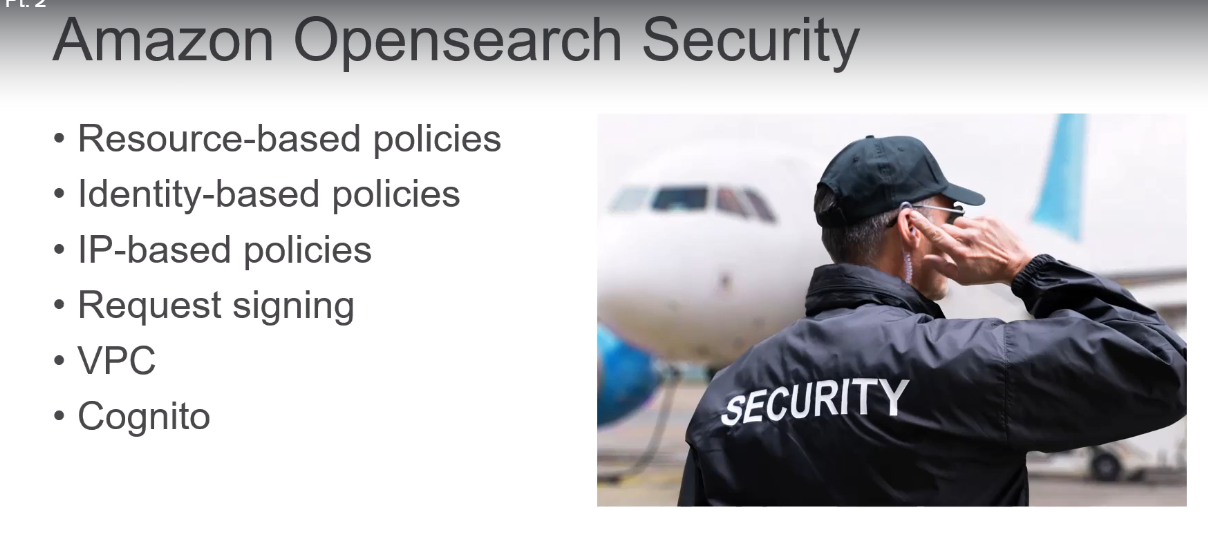 Pt. 2
Amazon Opensearch Security
• Resource-based policies
• Identity-based policies
• IP-based policies
• Request signing
• VPC
• Cognito
SECURITY